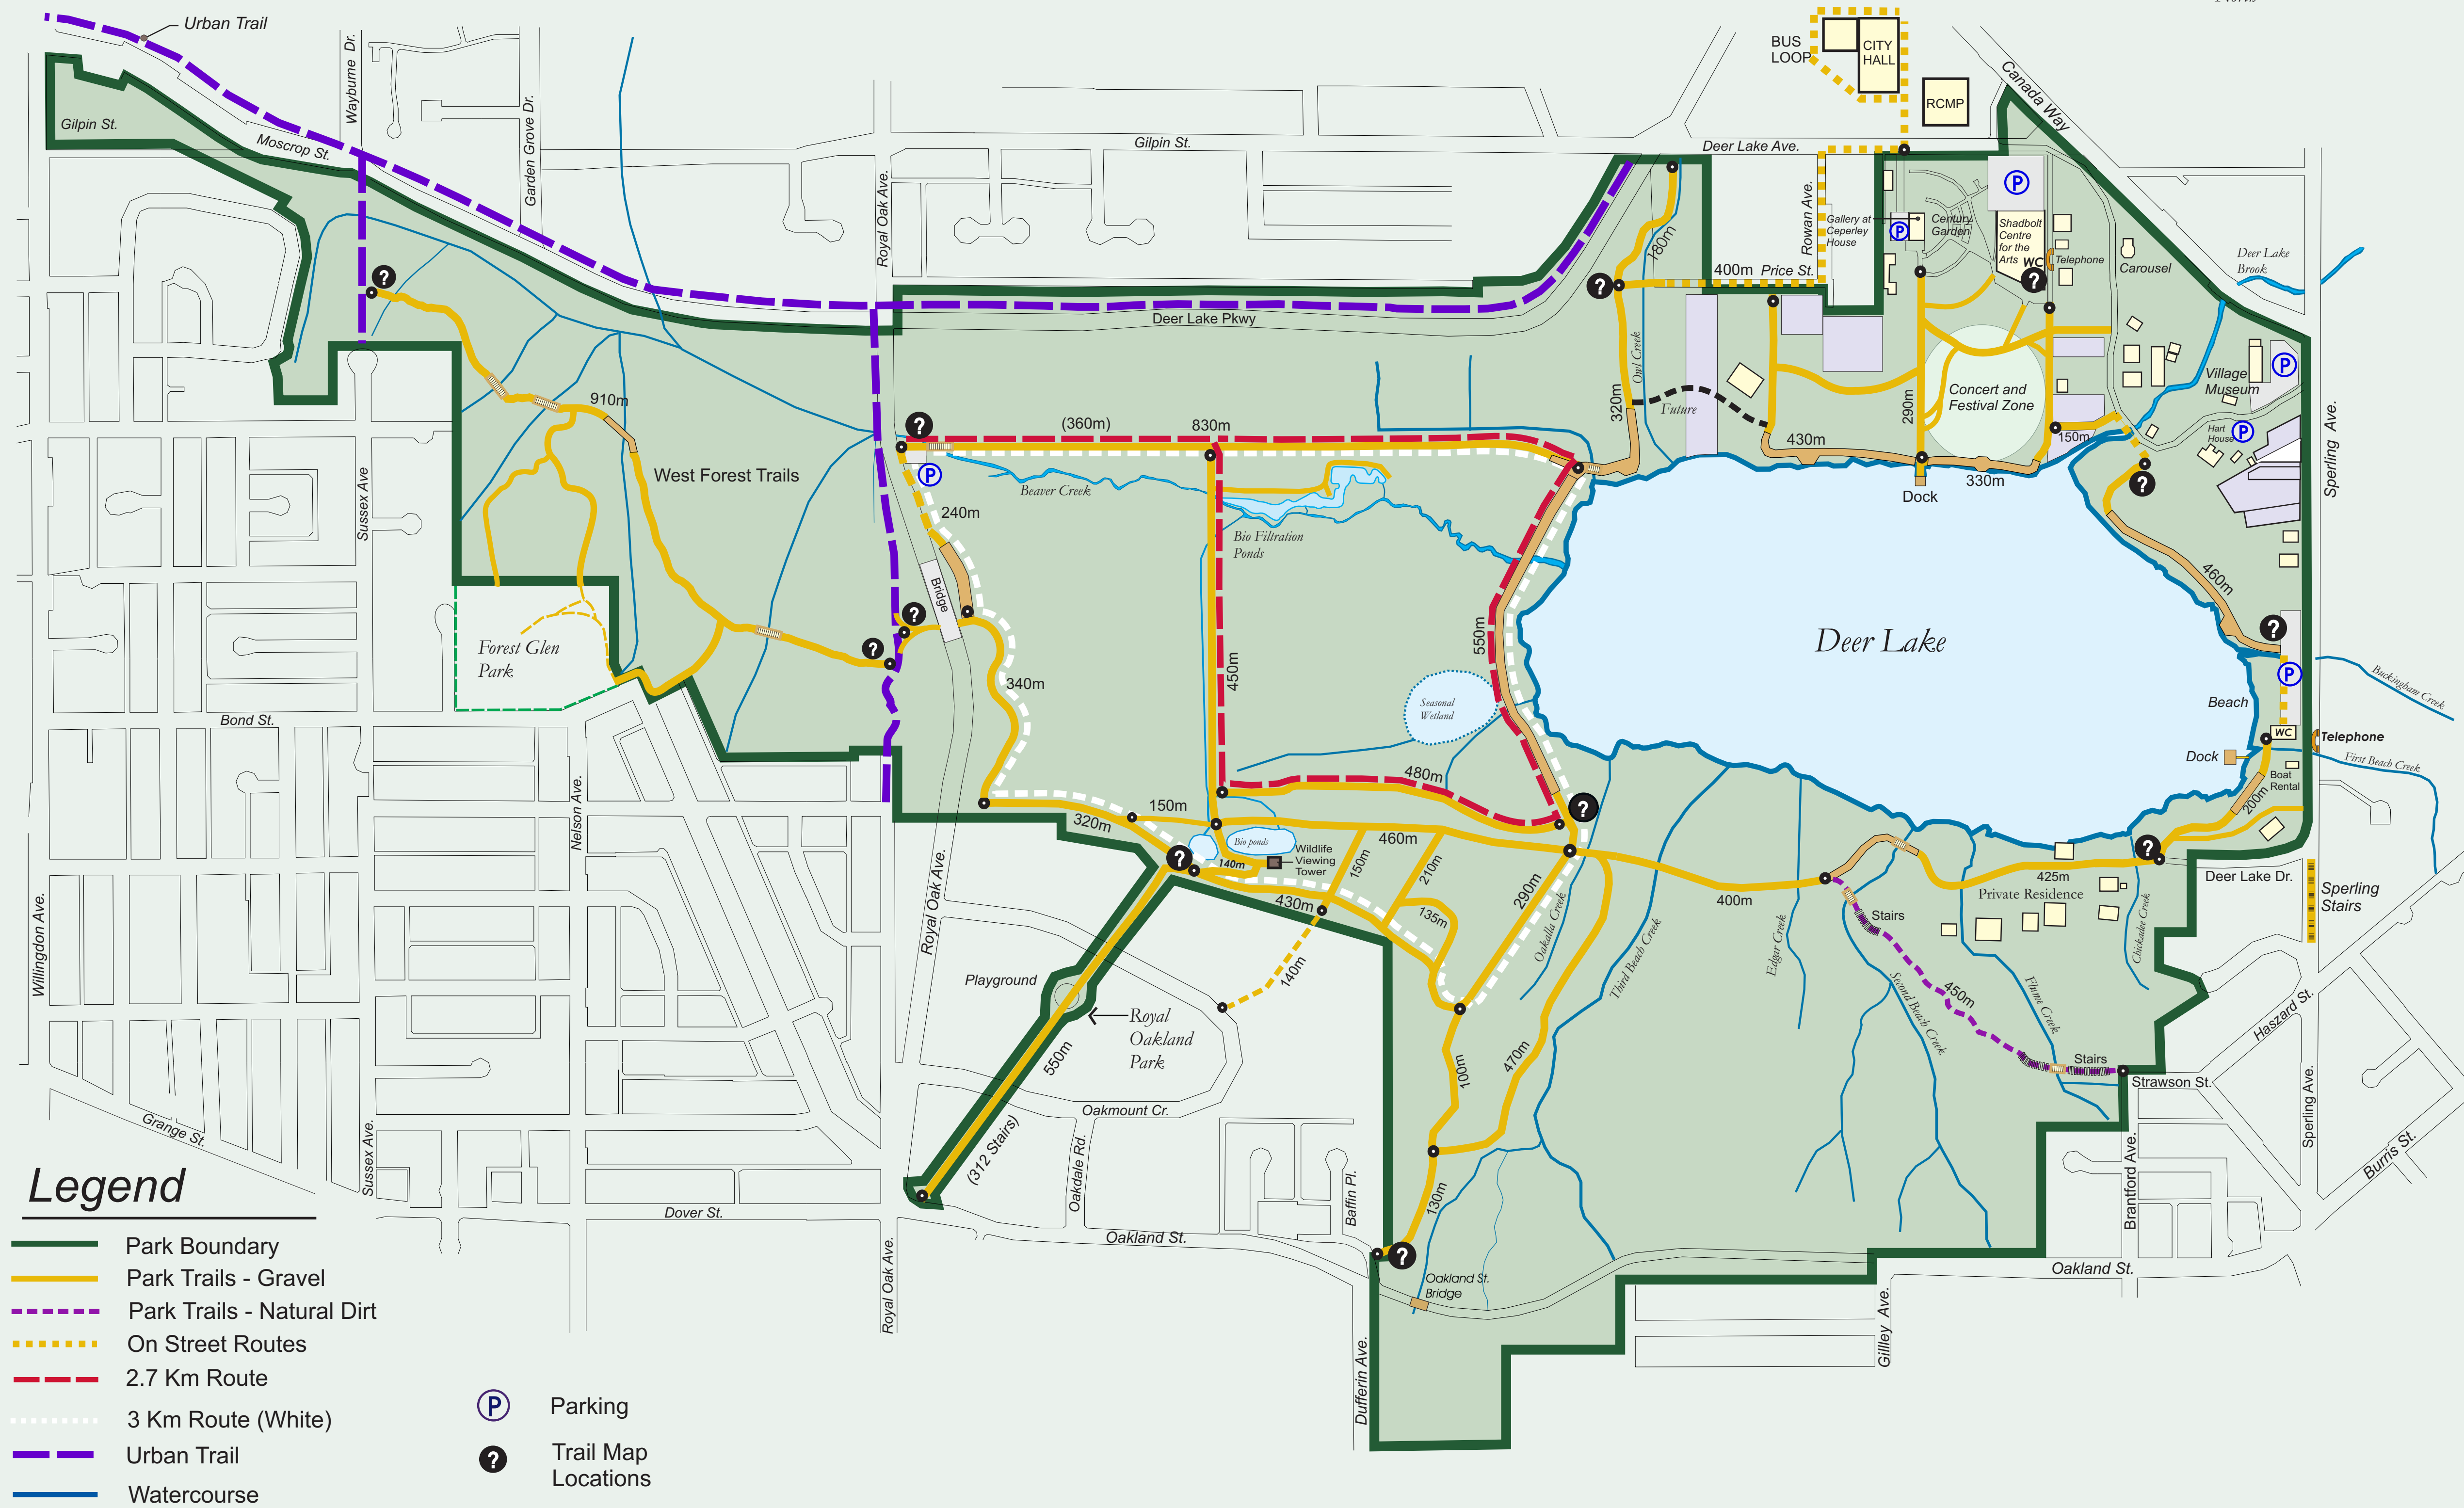 Norris
Urban Trail
Wayburne Dr.
Garden Grove Dr.
Gilpin St.
Moscrop St.
Royal Oak Ave.
Gilpin St.
BUS
LOOP
CITY
HALL
RCMP
Canada Way
Deer Lake Ave.
Rowan Ave.
Gallery at
Ceperley
House
P
Century
Garden
P
Shadbolt
Centre
for the
Arts
WC
?
Telephone
Carousel
Deer Lake
Brook
?
180m
?
400m
Price St.
Deer Lake Pkwy
Owl Creek
320m
Future
290m
Concert and
Festival Zone
Village
Museum
P
Hart
House
P
Sperling Ave.
910m
West Forest Trails
Sussex Ave
?
(360m)
830m
P
Beaver Creek
240m
Bio Filtration
Ponds
430m
Dock
330m
150m
?
460m
?
Bridge
?
?
Forest Glen
Park
340m
450m
550m
Seasonal
Wetland
Deer Lake
P
Beach
WC
Telephone
Buckingham Creek
First Beach Creek
Dock
Boat
Rental
200m
Bond St.
Nelson Ave.
480m
150m
320m
?
460m
Bio ponds
?
140m
Wildlife
Viewing
Tower
150m
210m
430m
135m
290m
Oakalla Creek
400m
?
425m
Private Residence
Deer Lake Dr.
Sperling
Stairs
Stairs
Chickadee Creek
Edgar Creek
Third Beach Creek
Second Beach Creek
Flume Creek
450m
Stairs
Strawson St.
Haszard St.
Sperling Ave.
Burris St.
Willingdon Ave.
Royal Oak Ave.
Playground
Royal
Oakland
Park
140m
550m
(312 Stairs)
100m
470m
130m
?
Oakmount Cr.
Oakdale Rd.
Baffin Pl.
Dover St.
Oakland St.
Royal Oak Ave.
Grange St.
Sussex Ave.
Oakland St.
Bridge
Dufferin Ave.
Gillley Ave.
Brantford Ave.
Oakland St.
Legend
Park Boundary
Park Trails - Gravel
Park Trails - Natural Dirt
On Street Routes
2.7 Km Route
3 Km Route (White)
Urban Trail
Watercourse
P
Parking
?
Trail Map
Locations